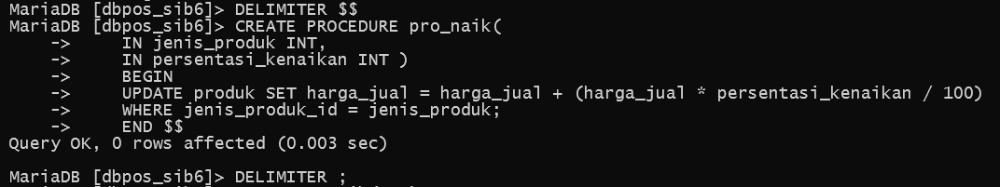 MariaDB [dbpos_sib6]> DELIMITER $$
MariaDB [dbpos_sib6]> CREATE PROCEDURE pro_naik(
    ->     IN jenis_produk INT,
    ->     IN persentasi_kenaikan INT )
    ->     BEGIN
    ->     UPDATE produk SET harga_jual = harga_jual + (harga_jual * persentasi_kenaikan / 100)
    ->     WHERE jenis_produk_id = jenis_produk;
    ->     END $$
Query OK, 0 rows affected (0.003 sec)

MariaDB [dbpos_sib6]> DELIMITER ;